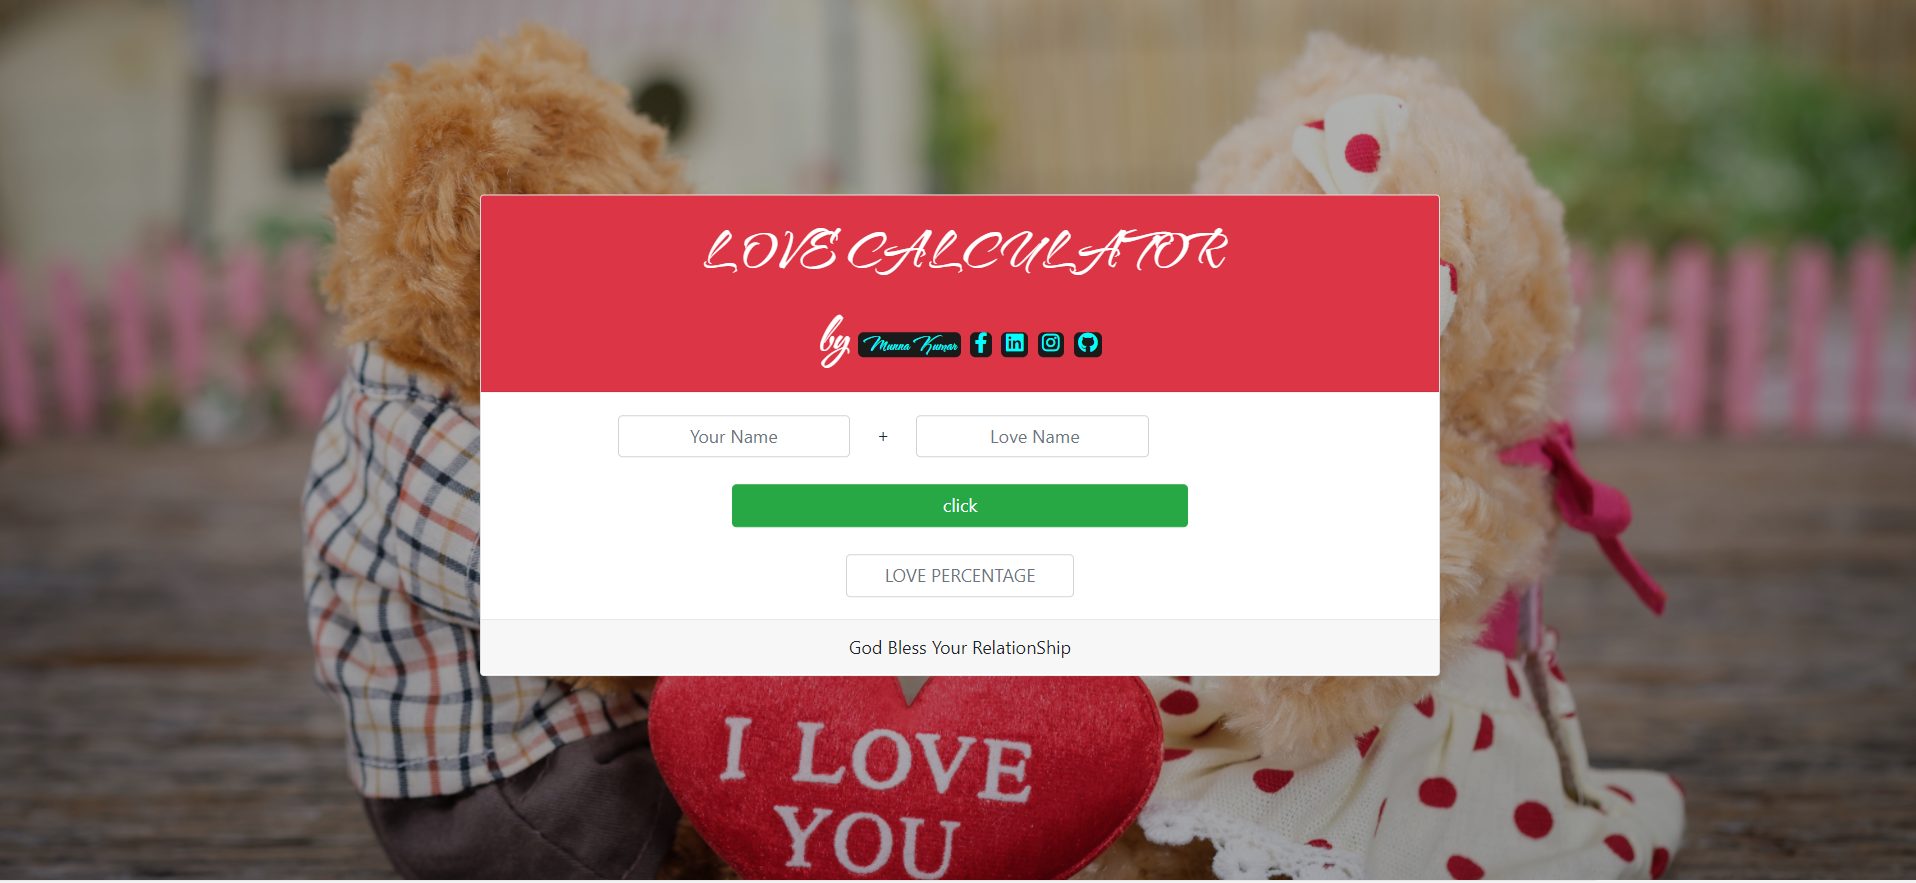 LOVE CALCULATOR
by Munna Kumar
Your Name + Love Name
click
LOVE PERCENTAGE
God Bless Your RelationShip
I LOVE
YOU